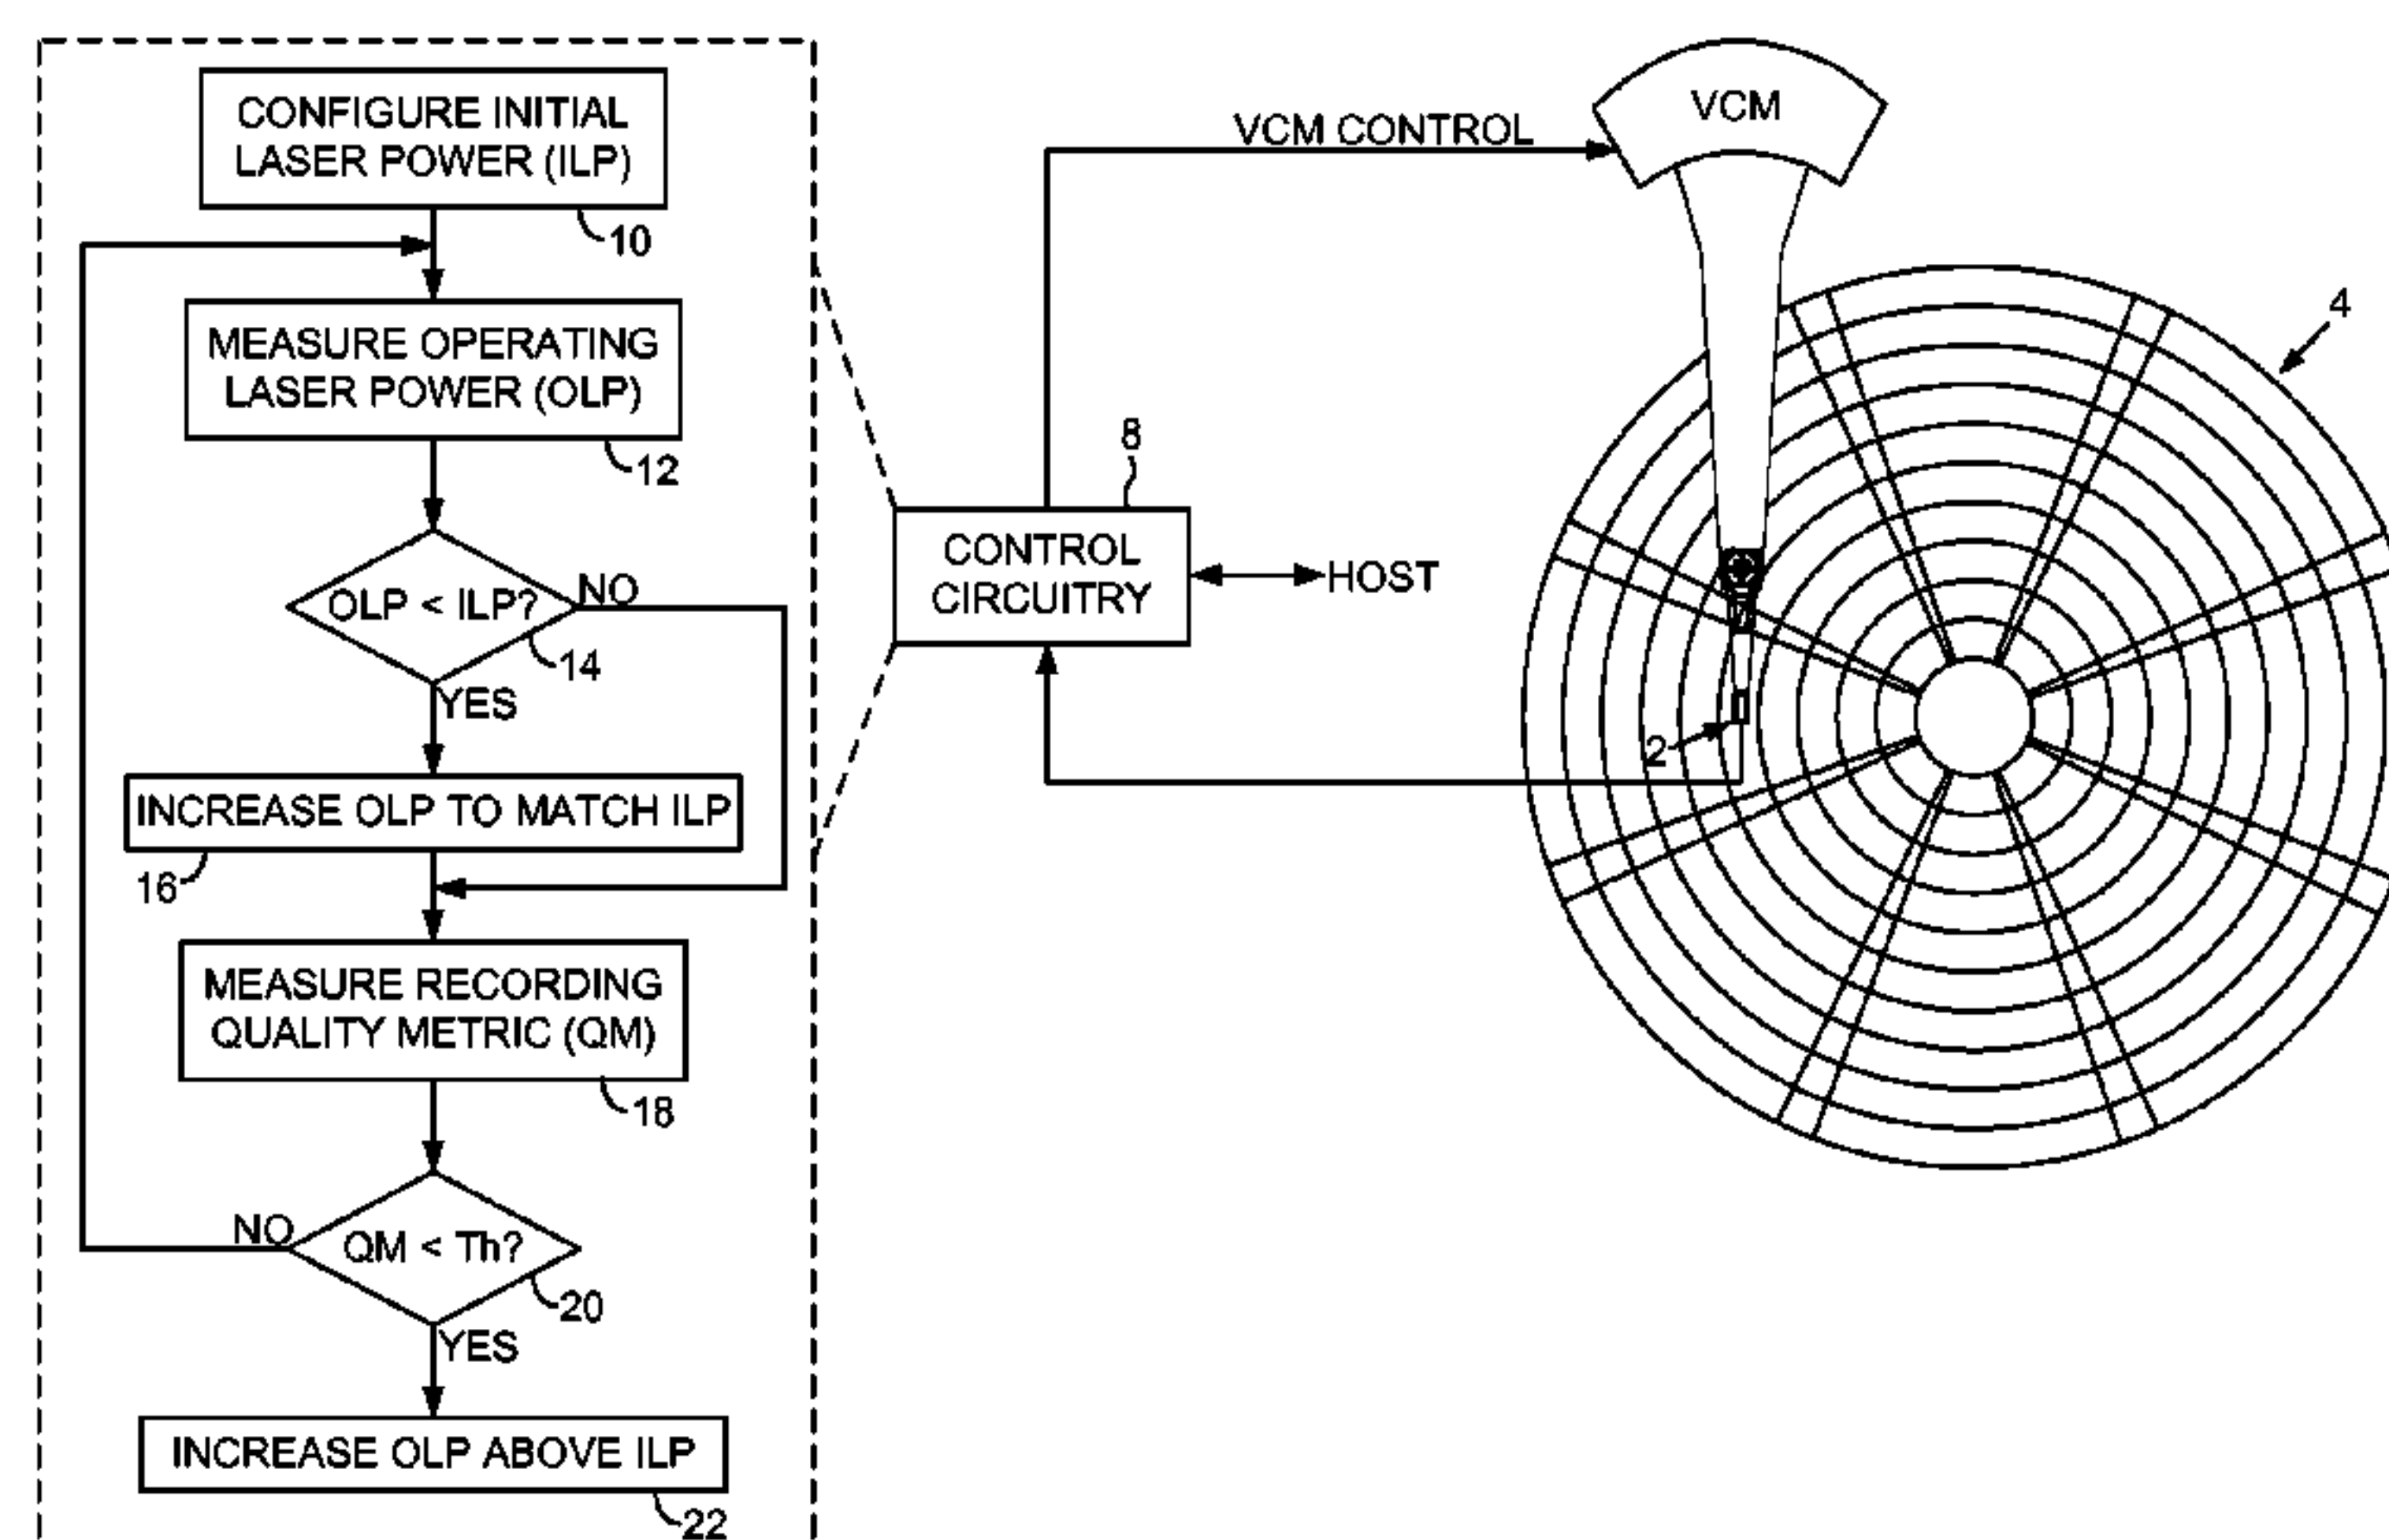 CONFIGURE INITIAL
LASER POWER (ILP)
10
MEASURE OPERATING
LASER POWER (OLP)
12
OLP < ILP?
NO
14
YES
INCREASE OLP TO MATCH ILP
16
MEASURE RECORDING
QUALITY METRIC (QM)
18
QM < Th?
NO
20
YES
INCREASE OLP ABOVE ILP
22
VCM CONTROL
VCM
8
CONTROL
CIRCUITRY
HOST
4
2